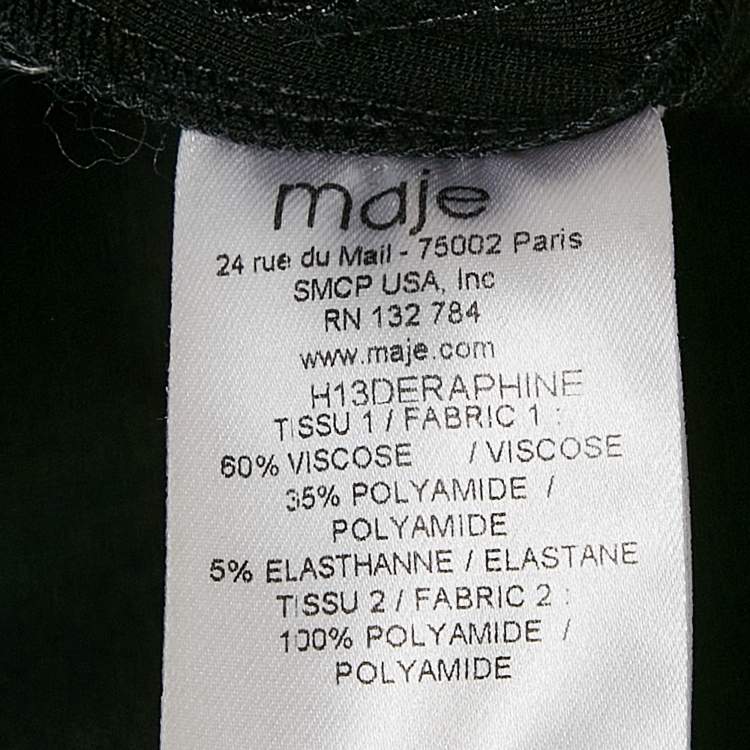 maje
24 rue du Mail - 75002 Paris
SMCP USA, Inc
RN 132 784
www.maje.com
H13DERAPHINE
TISSU 1 / FABRIC 1 :
60% VISCOSE / VISCOSE
35% POLYAMIDE /
POLYAMIDE
5% ELASTHANNE / ELASTANE
TISSU 2 / FABRIC 2 :
100% POLYAMIDE /
POLYAMIDE